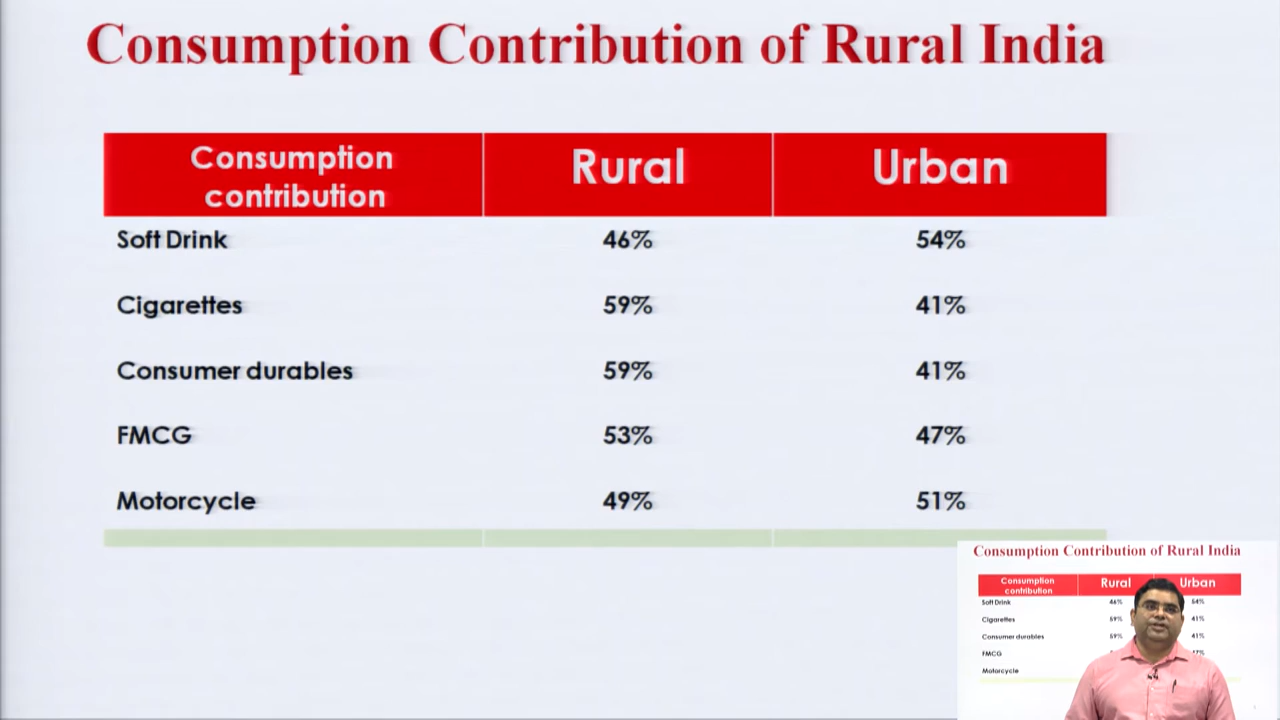 Consumption Contribution of Rural India
Consumption contribution Rural Urban
Soft Drink 46% 54%
Cigarettes 59% 41%
Consumer durables 59% 41%
FMCG 53% 47%
Motorcycle 49% 51%
Consumption Contribution of Rural India
Consumption contribution Rural Urban
Soft Drink 46% 54%
Cigarettes 59% 41%
Consumer durables 59% 41%
FMCG
Motorcycle